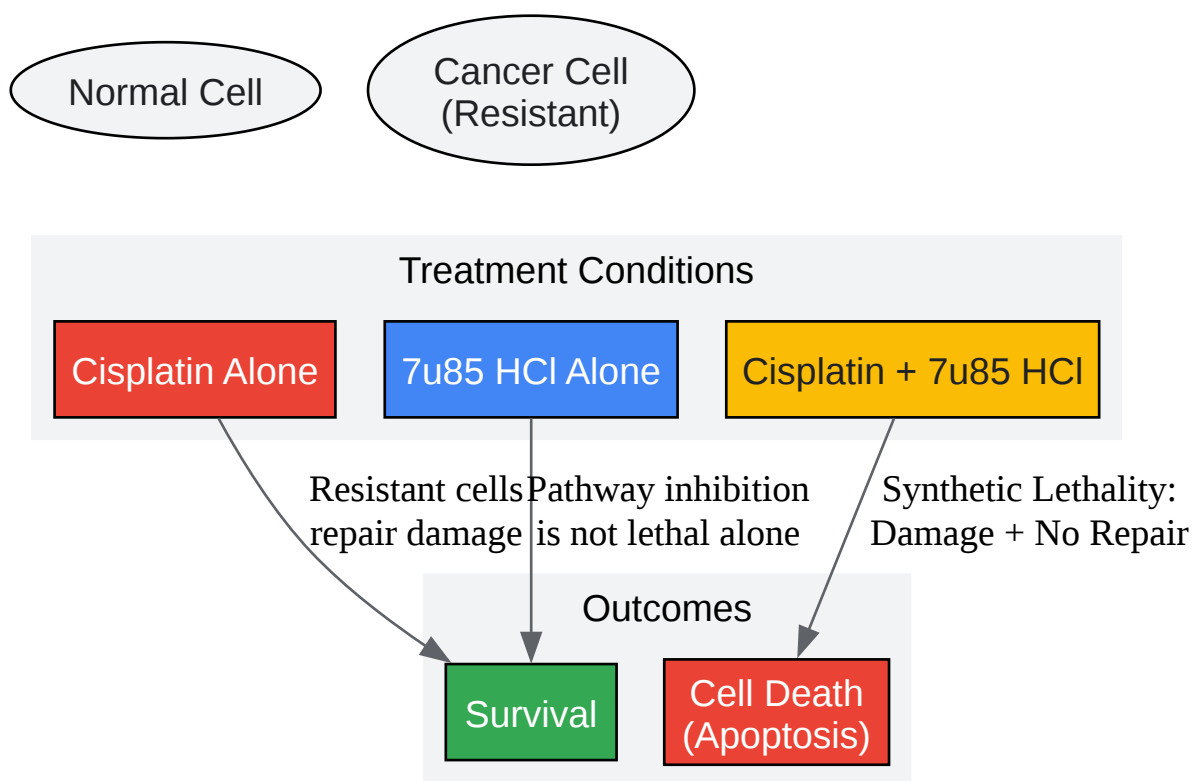 Normal Cell
Cancer Cell
(Resistant)
Treatment Conditions
Cisplatin Alone
7u85 HCl Alone
Cisplatin + 7u85 HCl
Resistant cells
repair damage
Pathway inhibition
is not lethal alone
Synthetic Lethality:
Damage + No Repair
Outcomes
Survival
Cell Death
(Apoptosis)